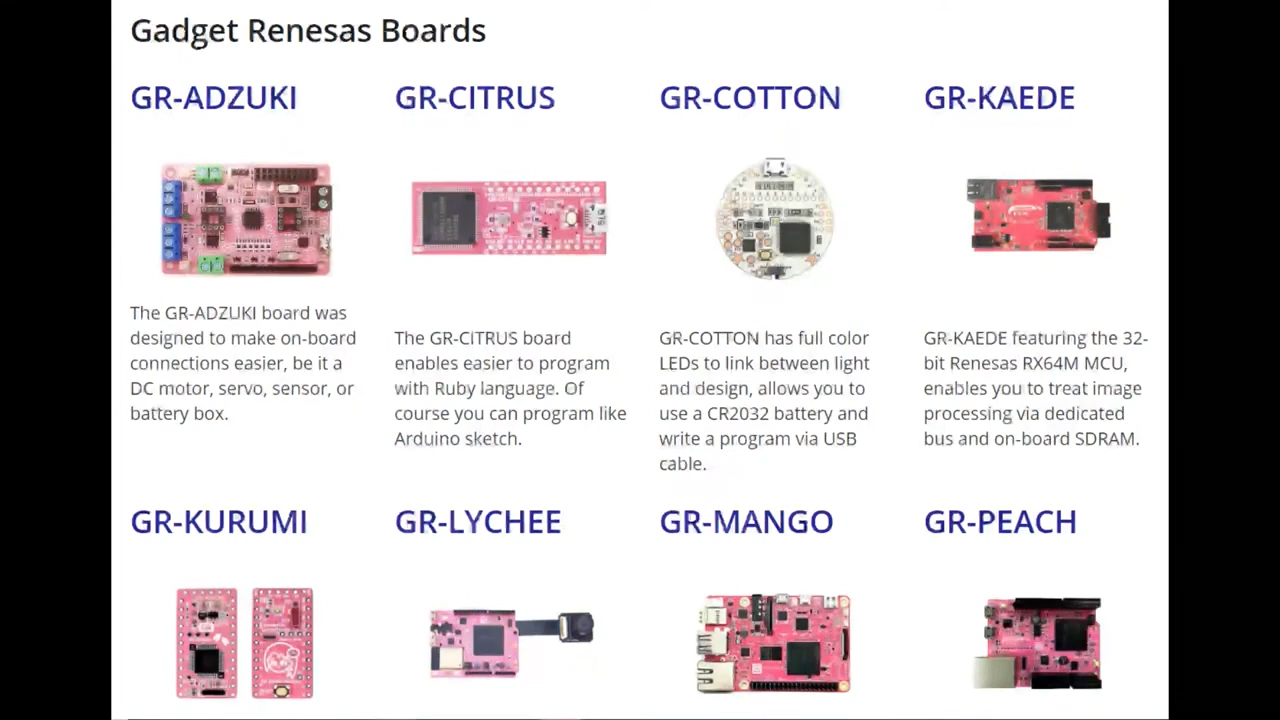 Gadget Renesas Boards
GR-ADZUKI
The GR-ADZUKI board was
designed to make on-board
connections easier, be it a
DC motor, servo, sensor, or
battery box.
GR-CITRUS
The GR-CITRUS board
enables easier to program
with Ruby language. Of
course you can program like
Arduino sketch.
GR-COTTON
GR-COTTON has full color
LEDs to link between light
and design, allows you to
use a CR2032 battery and
write a program via USB
cable.
GR-KAEDE
GR-KAEDE featuring the 32-
bit Renesas RX64M MCU,
enables you to treat image
processing via dedicated
bus and on-board SDRAM.
GR-KURUMI
GR-LYCHEE
GR-MANGO
GR-PEACH